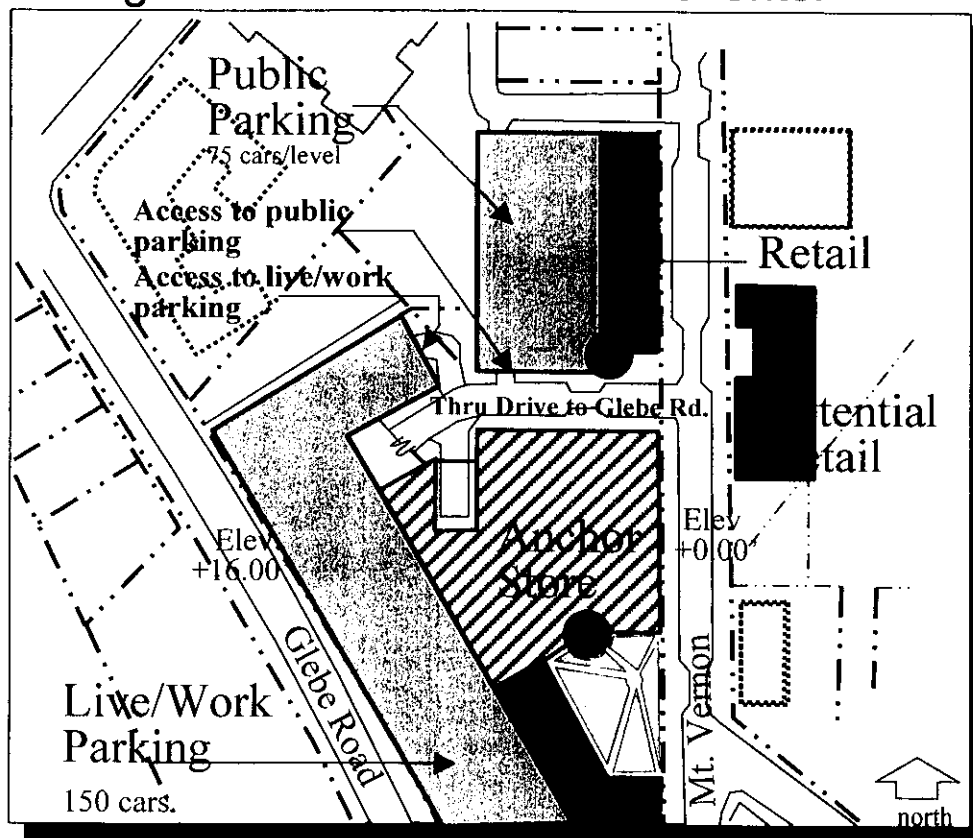 Public
Parking
75 cars/level
Access to public
parking
Access to live/work
parking
Retail
Thru Drive to Glebe Rd.
tential
tail
Anchor
Store
Elev
+0.00'
Elev.
+16.00'
Glebe Road
Mt. Vernon
Live/Work
Parking
150 cars.
north